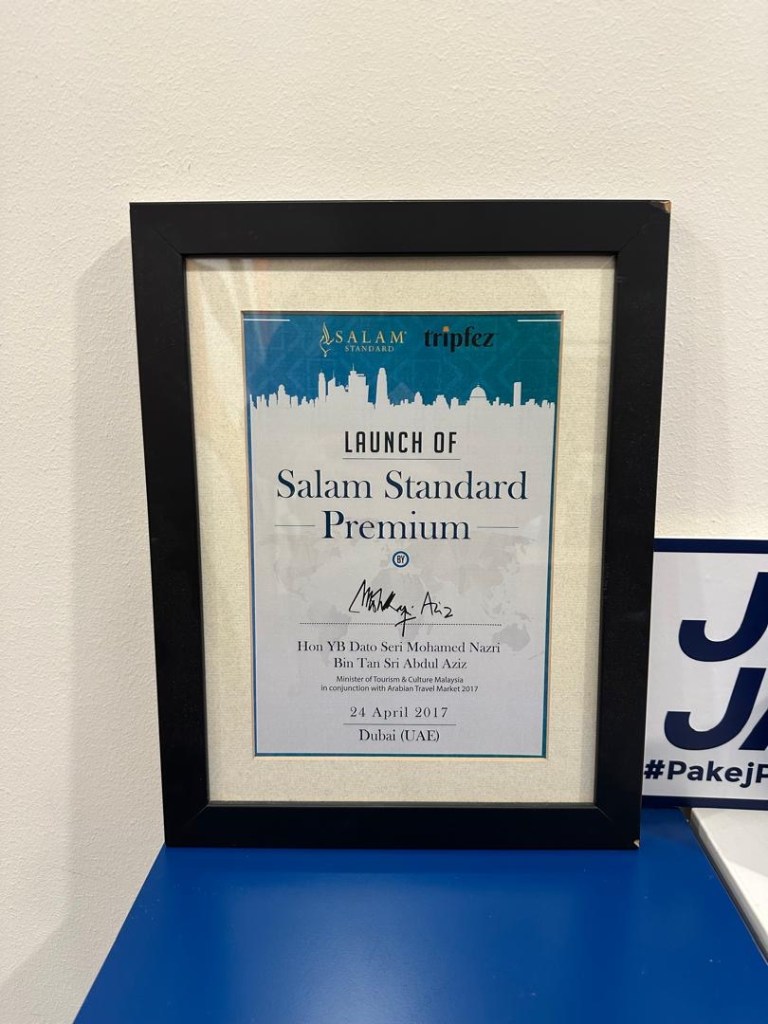 SALAM®
STANDARD
tripfez
LAUNCH OF
Salam Standard
Premium
BY
Hon YB Dato Seri Mohamed Nazri
Bin Tan Sri Abdul Aziz
Minister of Tourism & Culture Malaysia
in conjunction with Arabian Travel Market 2017
24 April 2017
Dubai (UAE)
J
JA
#PakejP